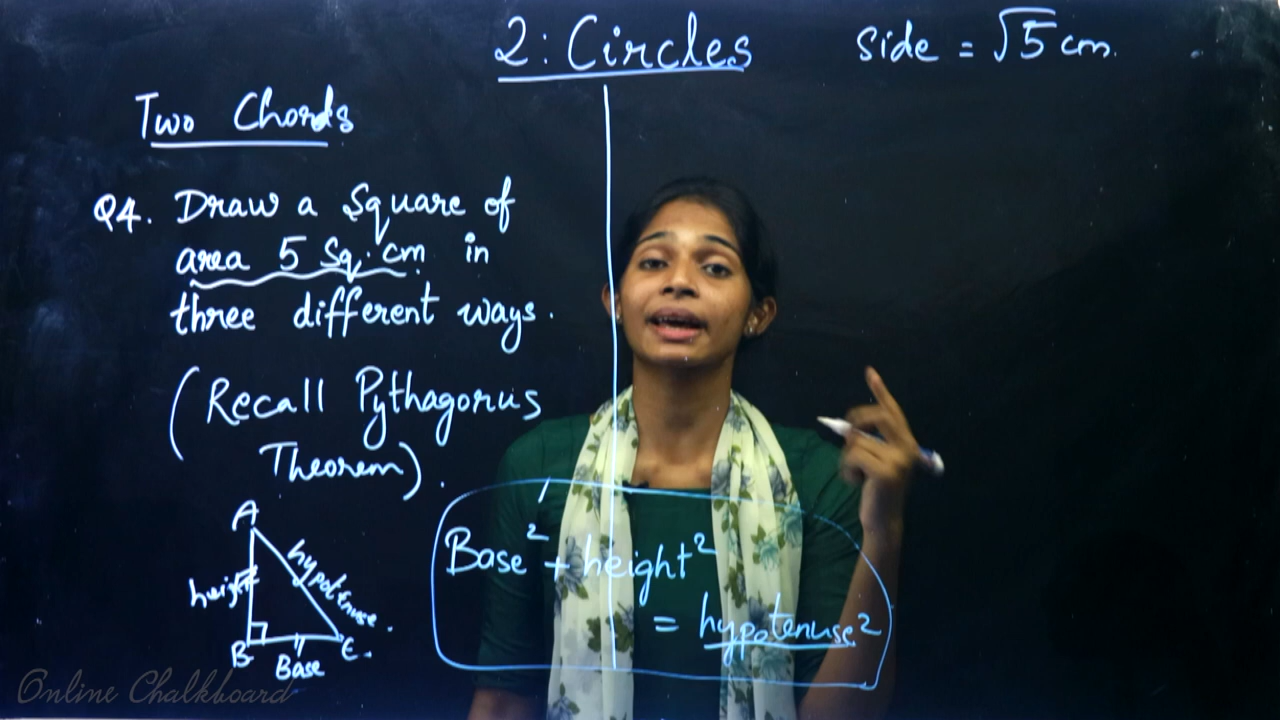 2: Circles
side = √5 cm.
Two Chords
Q4. Draw a Square of
area 5 Sq. cm in
three different ways.
(Recall Pythagorus
Theorem).
A
height
hypotenuse.
B
Base
C.
Base² + height²
= hypotenuse²
Online Chalkboard